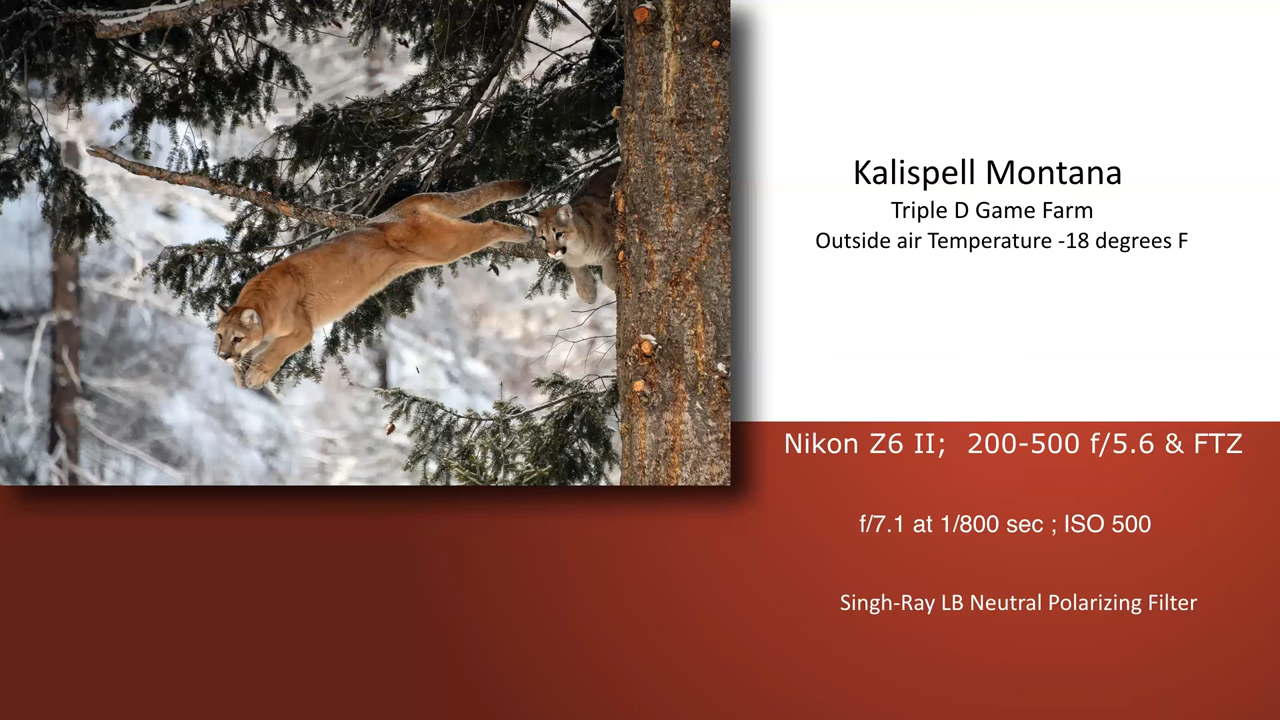 Kalispell Montana
Triple D Game Farm
Outside air Temperature -18 degrees F
Nikon Z6 II;  200-500 f/5.6 & FTZ
f/7.1 at 1/800 sec ; ISO 500
Singh-Ray LB Neutral Polarizing Filter